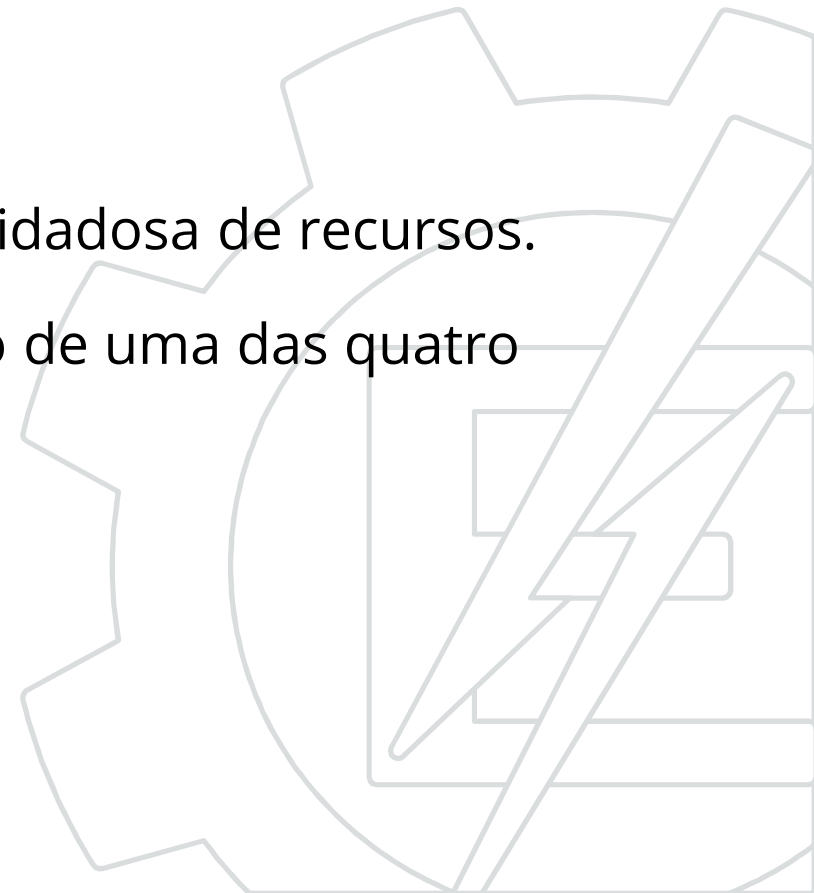 idadosa de recursos.
o de uma das quatro